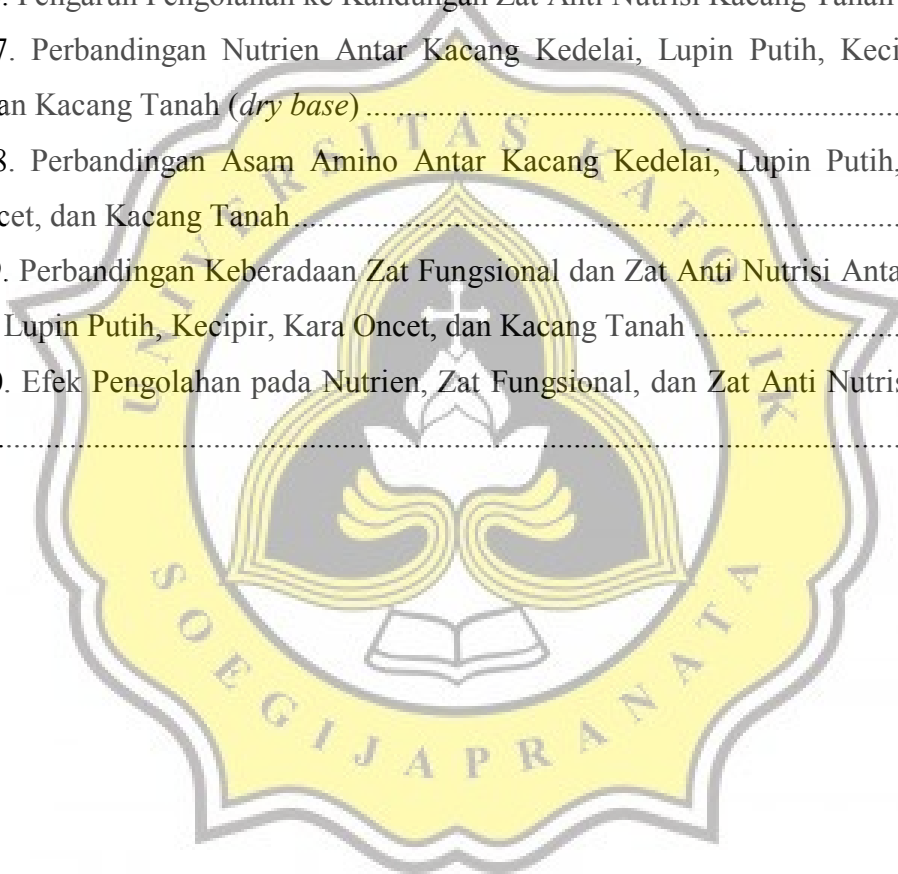 . Pengaruh Pengolahan ke Kandungan Zat Anti Nutrisi Kacang Tanah
7. Perbandingan Nutrien Antar Kacang Kedelai, Lupin Putih, Keci
an Kacang Tanah (dry base) ........................................................................................
8. Perbandingan Asam Amino Antar Kacang Kedelai, Lupin Putih,
cet, dan Kacang Tanah ........................................................................................
. Perbandingan Keberadaan Zat Fungsional dan Zat Anti Nutrisi Anta
Lupin Putih, Kecipir, Kara Oncet, dan Kacang Tanah ..............................
. Efek Pengolahan pada Nutrien, Zat Fungsional, dan Zat Anti Nutris
........................................................................................
UNIVERSITAS KATOLIK
SOEGIJAPRANATA